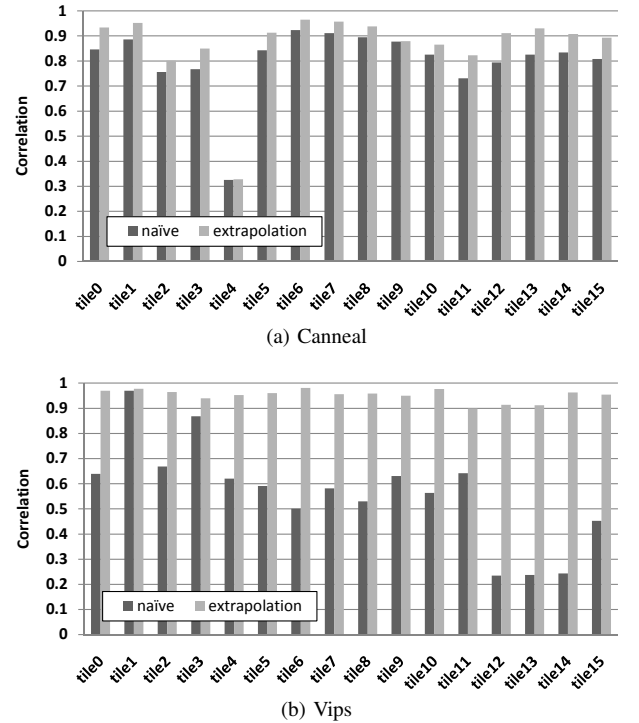 1
0.9
0.8
0.7
0.6
0.5
0.4
0.3
0.2
0.1
0
Correlation
naïve extrapolation
tile0 tile1 tile2 tile3 tile4 tile5 tile6 tile7 tile8 tile9 tile10 tile11 tile12 tile13 tile14 tile15
(a) Canneal
1
0.9
0.8
0.7
0.6
0.5
0.4
0.3
0.2
0.1
0
Correlation
naïve extrapolation
tile0 tile1 tile2 tile3 tile4 tile5 tile6 tile7 tile8 tile9 tile10 tile11 tile12 tile13 tile14 tile15
(b) Vips